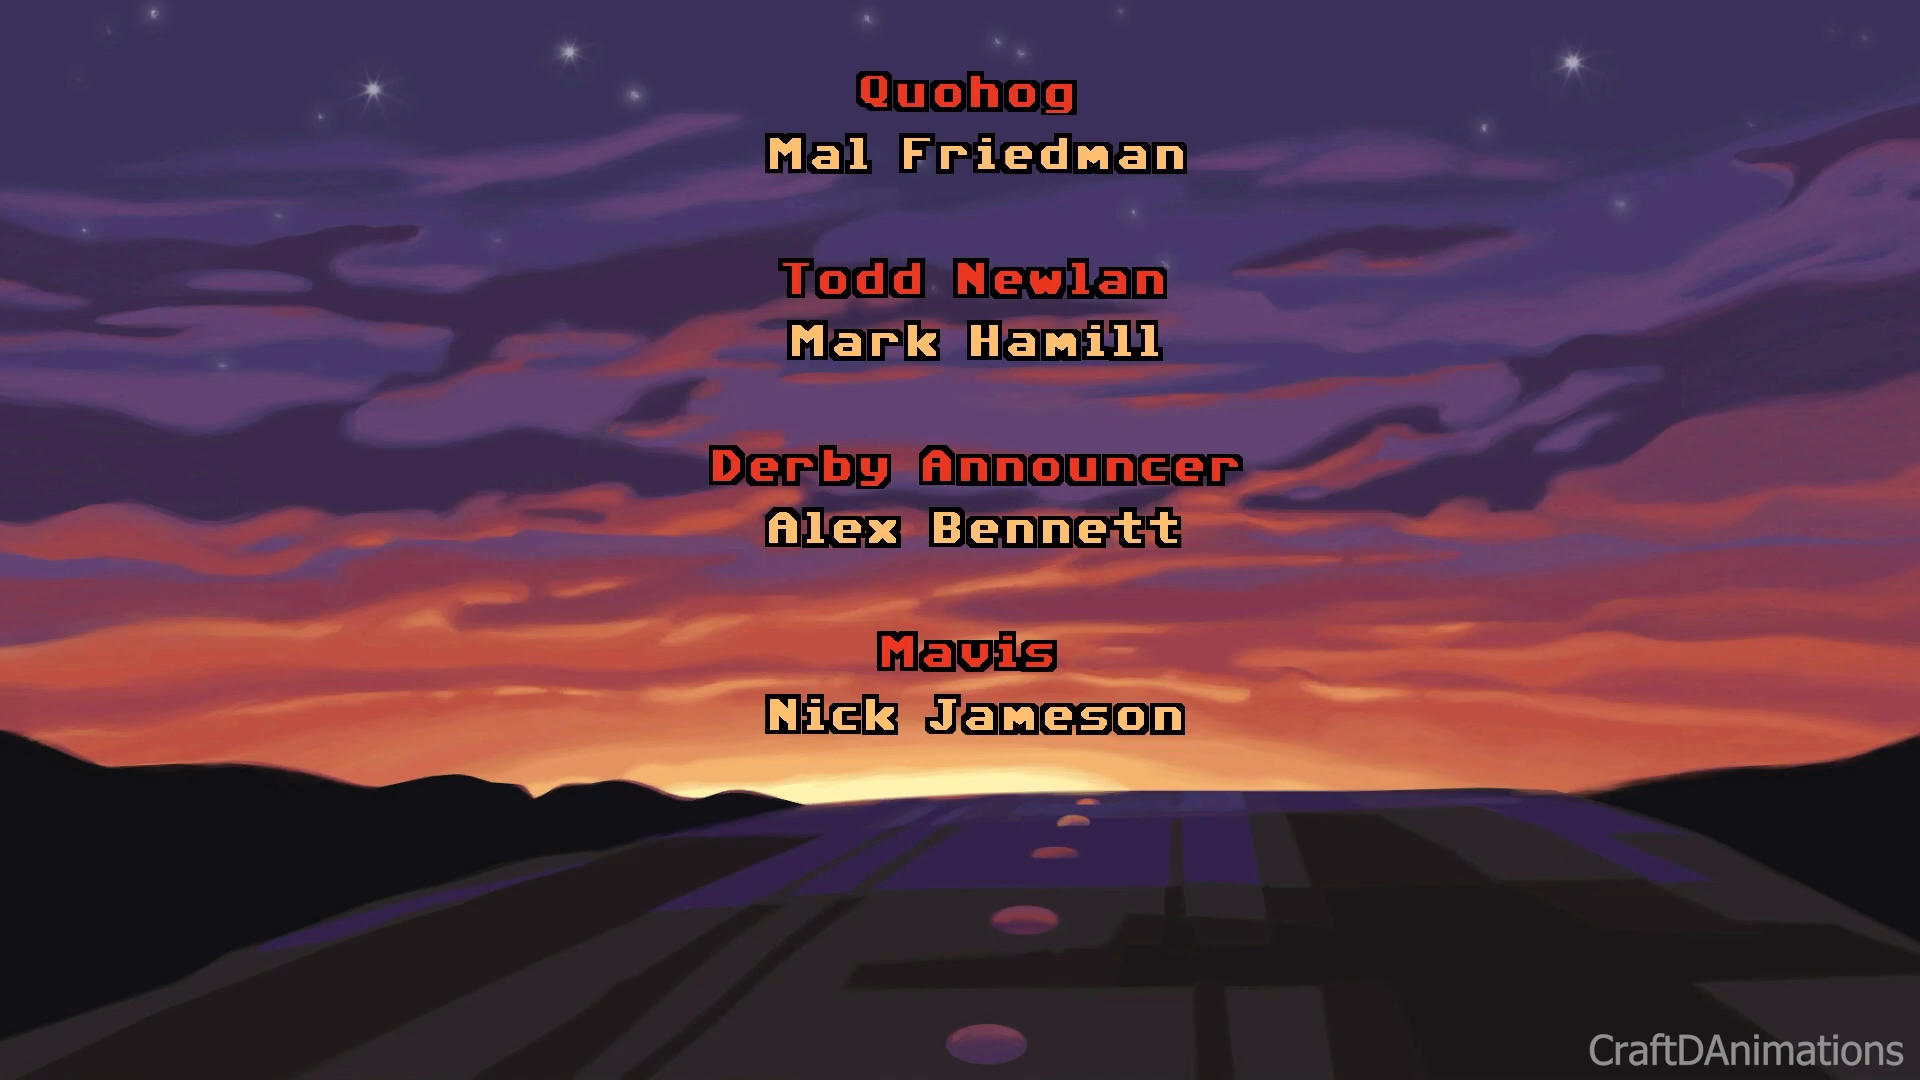 Quohog
Mal Friedman
Todd Newlan
Mark Hamill
Derby Announcer
Alex Bennett
Mavis
Nick Jameson
CraftDAnimations